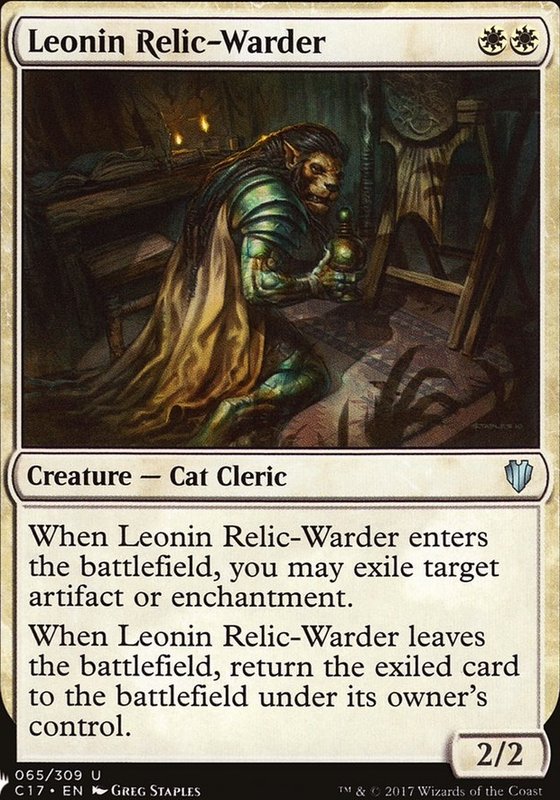 Leonin Relic-Warder
STAPLES 10
Creature — Cat Cleric
When Leonin Relic-Warder enters
the battlefield, you may exile target
artifact or enchantment.
When Leonin Relic-Warder leaves
the battlefield, return the exiled card
to the battlefield under its owner's
control.
2/2
065/309 U
C17 • EN Greg Staples
™ & © 2017 Wizards of the Coast